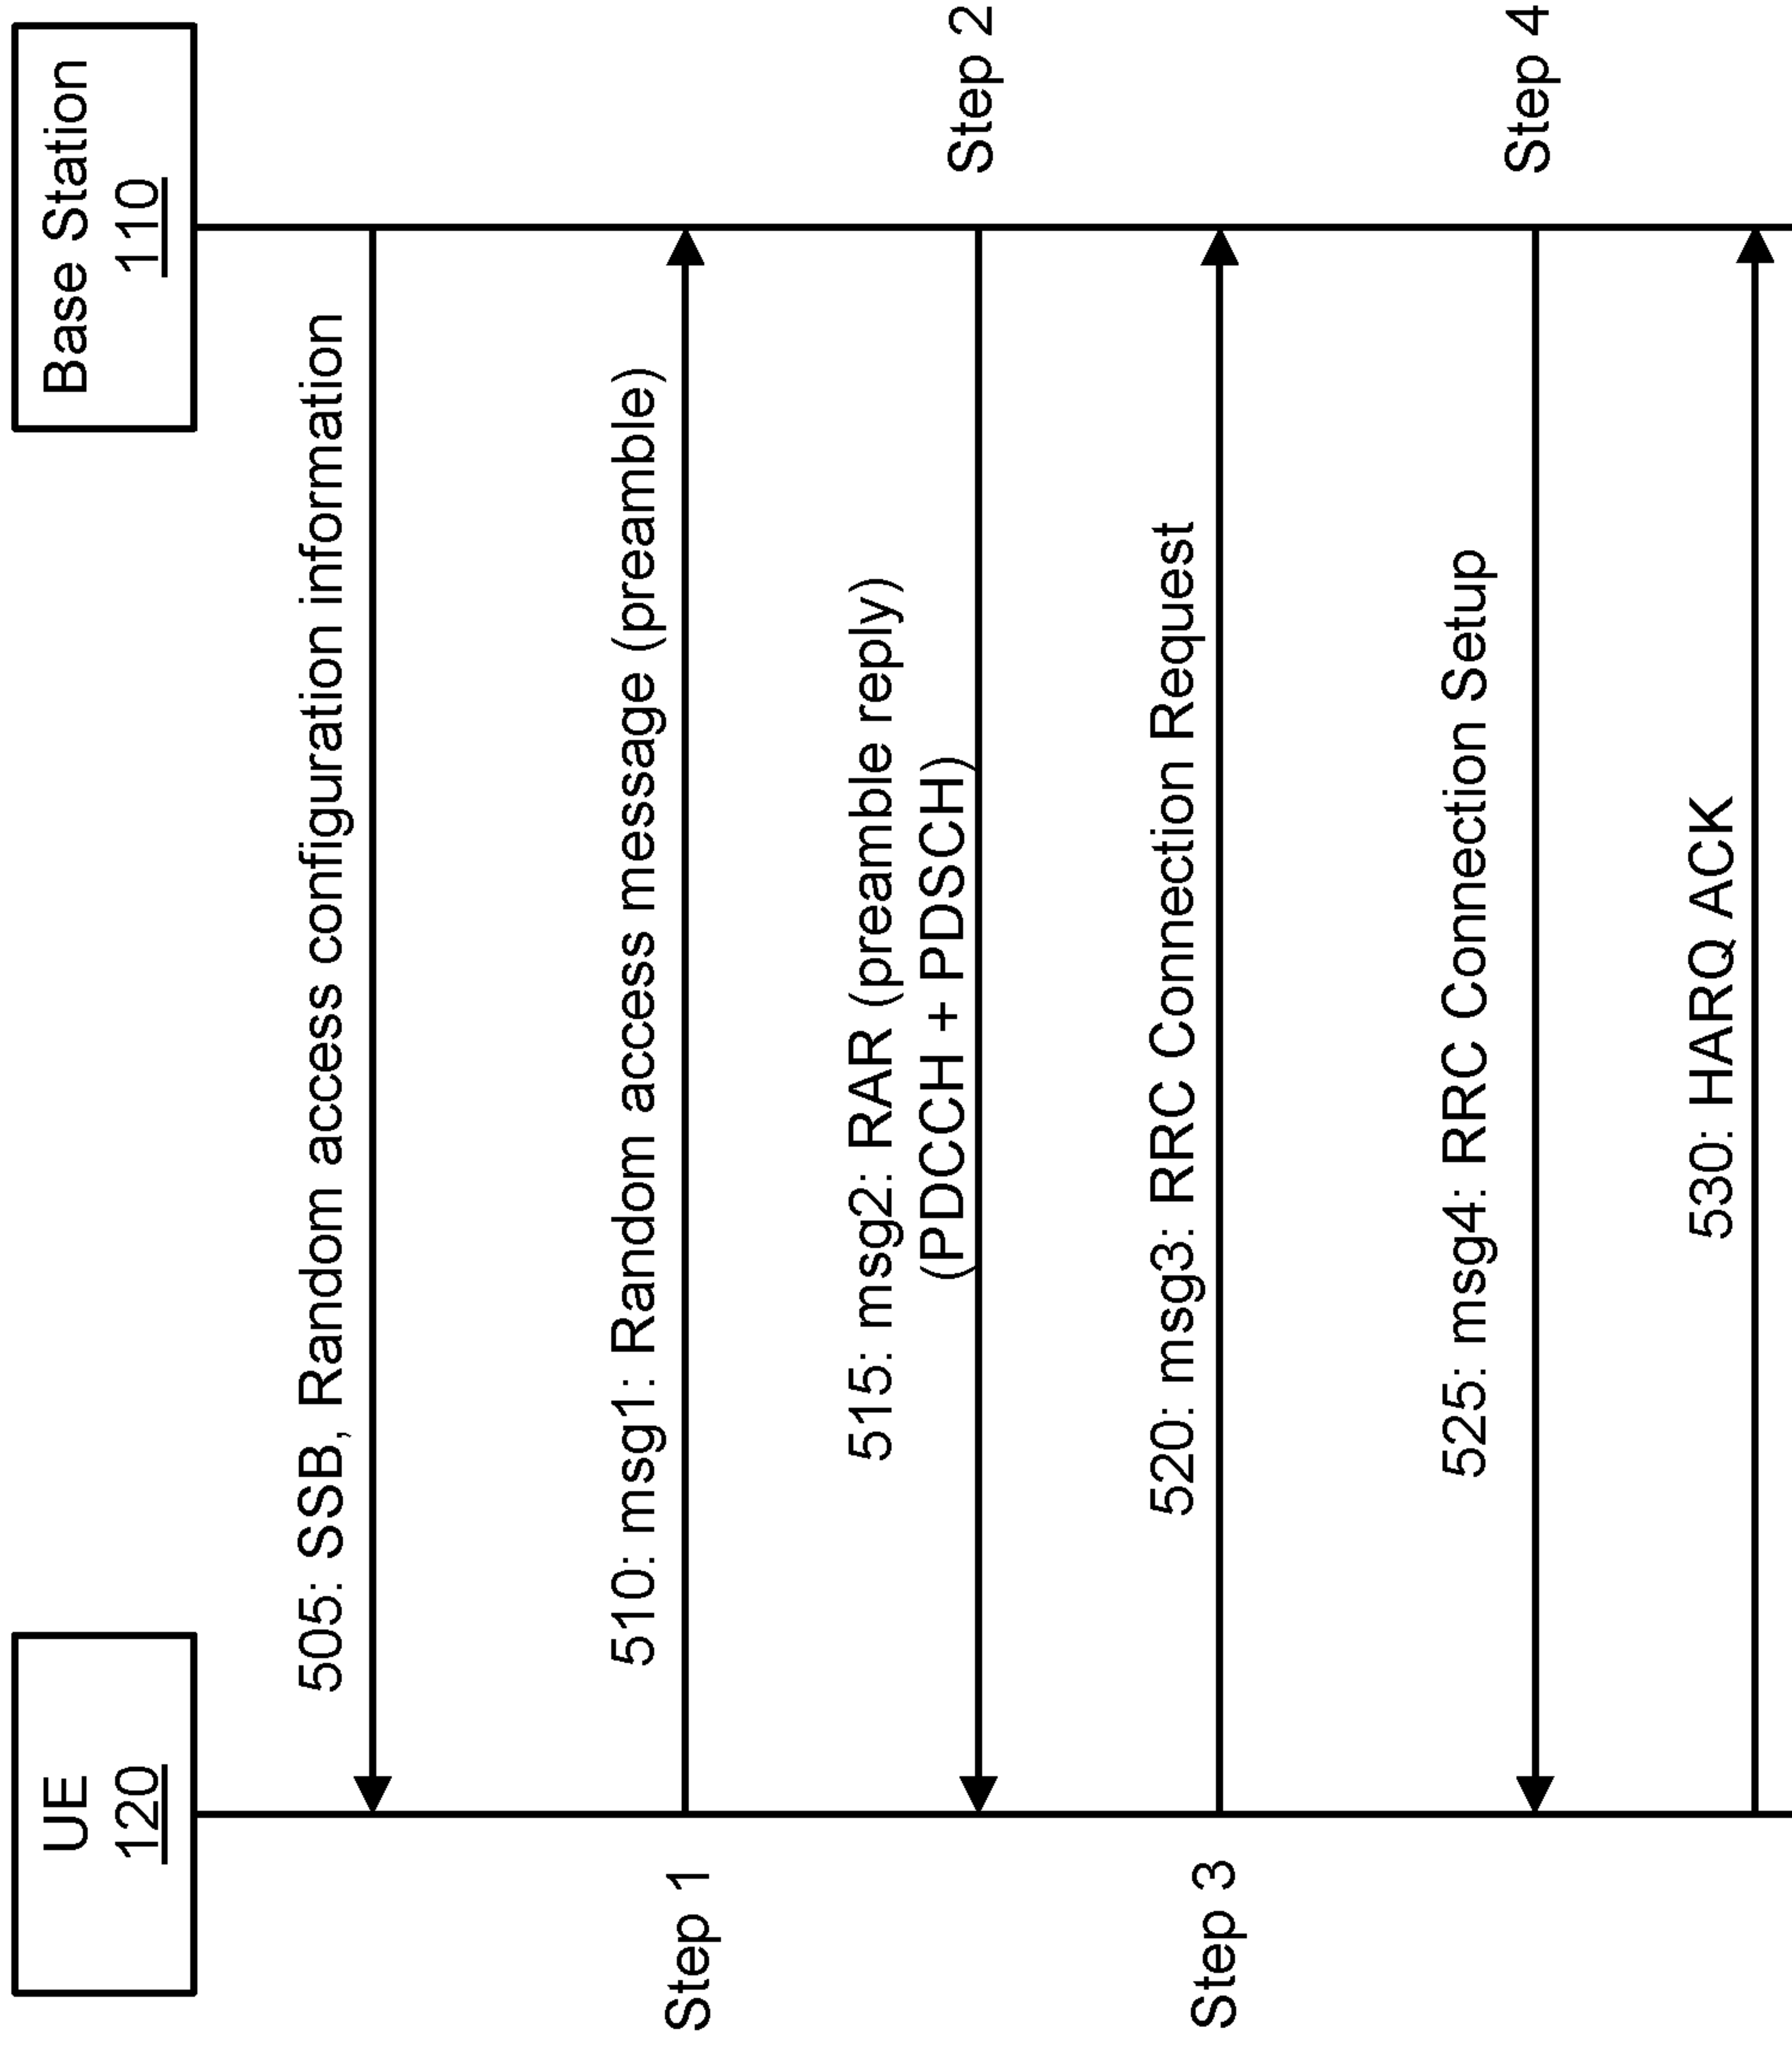 UE
120
Base Station
110
505: SSB, Random access configuration information
510: msg1: Random access message (preamble)
Step 1
515: msg2: RAR (preamble reply)
(PDCCH + PDSCH)
Step 2
520: msg3: RRC Connection Request
Step 3
525: msg4: RRC Connection Setup
Step 4
530: HARQ ACK